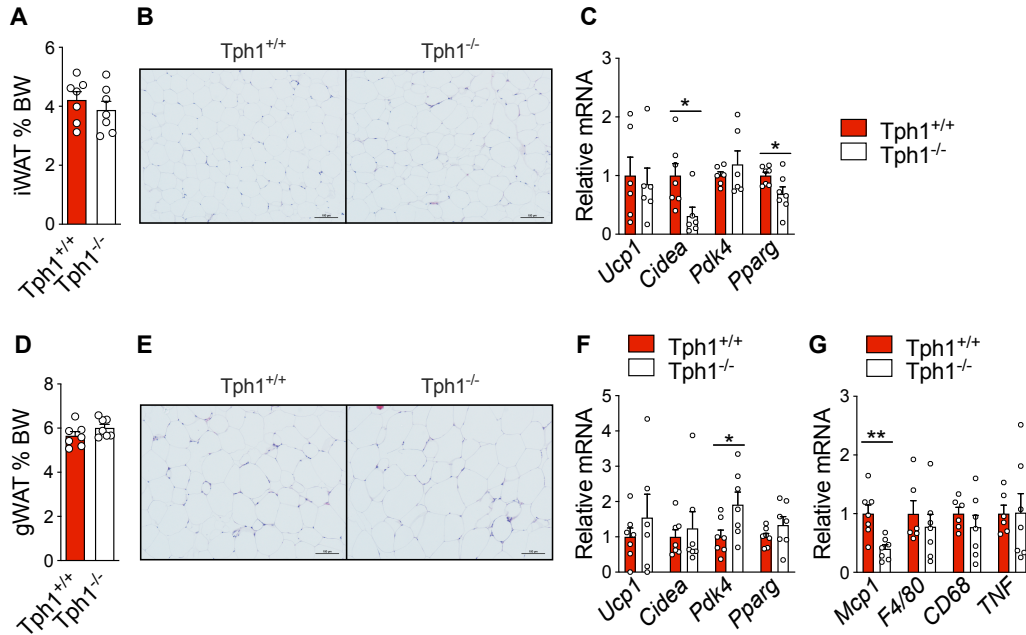 A
iWAT % BW
6
4
2
0
Tph1+/+
Tph1-/-
B
Tph1+/+
Tph1-/-
C
Relative mRNA
2
1
0
*
*
Ucp1
Cidea
Pdk4
Pparg
Tph1+/+
Tph1-/-
D
gWAT % BW
8
6
4
2
0
Tph1+/+
Tph1-/-
E
Tph1+/+
Tph1-/-
F
Tph1+/+
Tph1-/-
Relative mRNA
5
4
3
2
1
0
*
Ucp1
Cidea
Pdk4
Pparg
G
Tph1+/+
Tph1-/-
Relative mRNA
3
2
1
0
**
Mcp1
F4/80
CD68
TNF